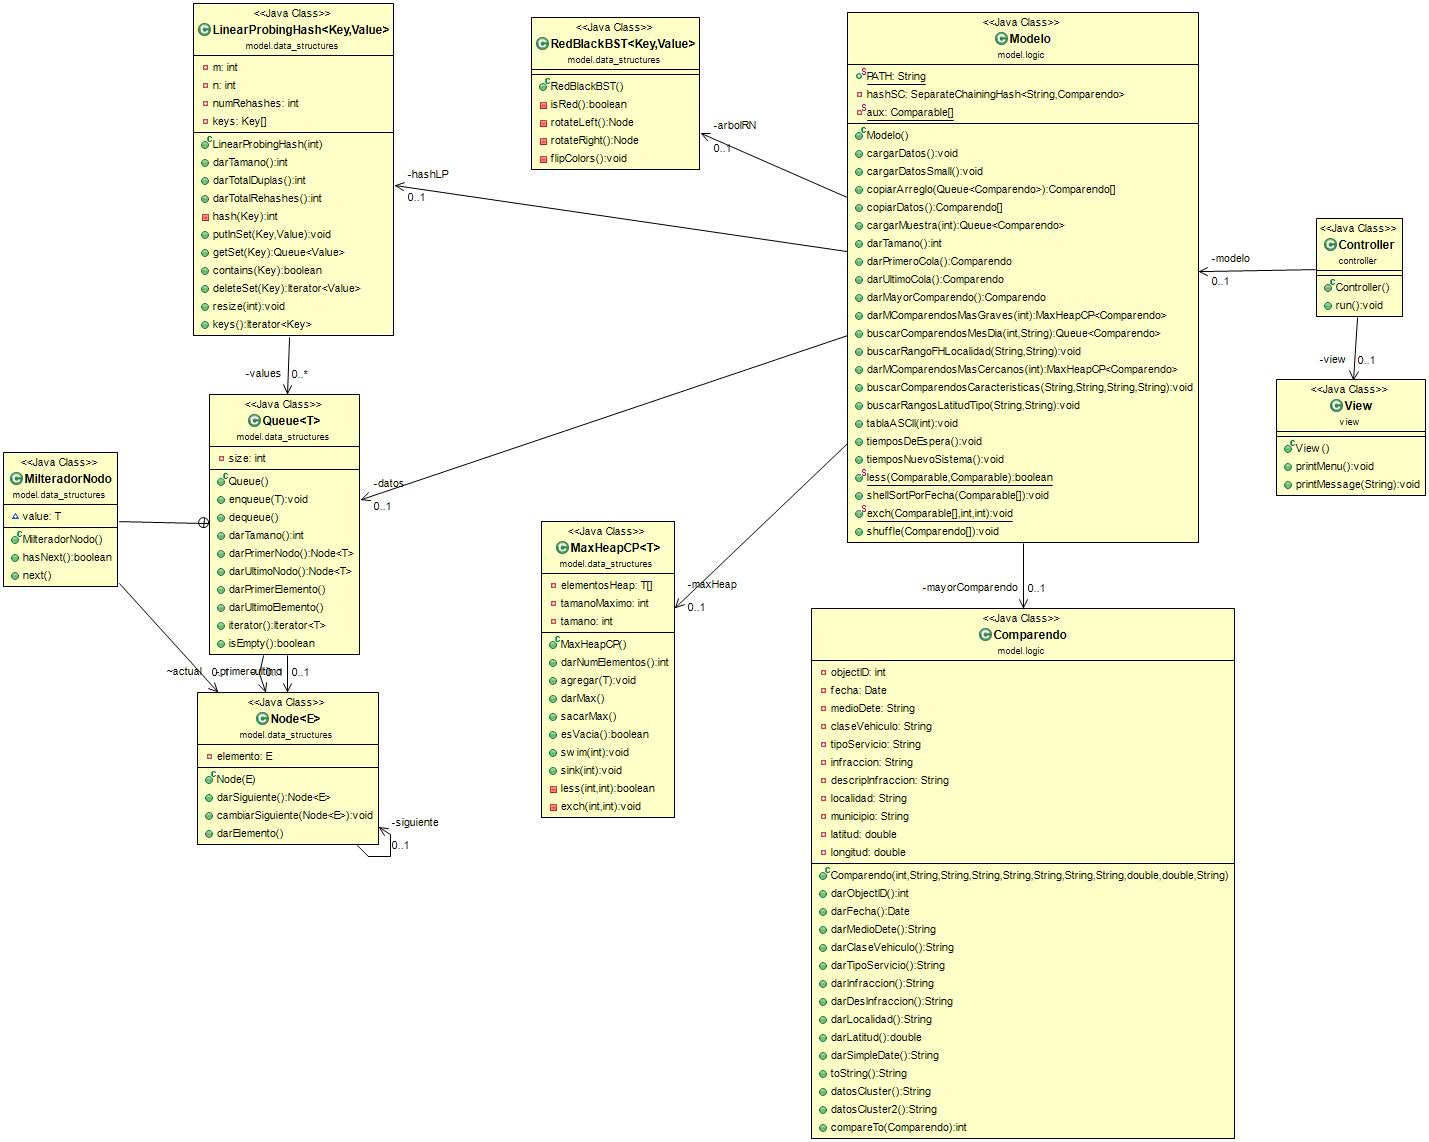 <<Java Class>>
LinearProbingHash<Key,Value>
model.data_structures
m: int
n: int
numRehashes: int
keys: Key[]
LinearProbingHash(int)
darTamano():int
darTotalDuplas():int
darTotalRehashes():int
hash(Key):int
putInSet(Key,Value):void
getSet(Key):Queue<Value>
contains(Key):boolean
deleteSet(Key):Iterator<Value>
resize(int):void
keys():Iterator<Key>
<<Java Class>>
RedBlackBST<Key,Value>
model.data_structures
RedBlackBST()
isRed():boolean
rotateLeft():Node
rotateRight():Node
flipColors():void
<<Java Class>>
Modelo
model.logic
PATH: String
hashSC: SeparateChainingHash<String,Comparendo>
aux: Comparable[]
Modelo()
cargarDatos():void
cargarDatosSmall():void
copiarArreglo(Queue<Comparendo>):Comparendo[]
copiarDatos():Comparendo[]
cargarMuestra(int):Queue<Comparendo>
darTamano():int
darPrimeroCola():Comparendo
darUltimoCola():Comparendo
darMayorComparendo():Comparendo
darMComparendosMasGraves(int):MaxHeapCP<Comparendo>
buscarComparendosMesDia(int,String):Queue<Comparendo>
buscarRangoFHLocalidad(String,String):void
darMComparendosMasCercanos(int):MaxHeapCP<Comparendo>
buscarComparendosCaracteristicas(String,String,String,String):void
buscarRangosLatitudTipo(String,String):void
tablaASCII(int):void
tiemposDeEspera():void
tiemposNuevoSistema():void
less(Comparable,Comparable):boolean
shellSortPorFecha(Comparable[]):void
exch(Comparable[],int,int):void
shuffle(Comparendo[]):void
-arbolRN
0..1
-hashLP
0..1
<<Java Class>>
Controller
controller
Controller()
run():void
-modelo
0..1
-view
0..1
<<Java Class>>
View
view
View()
printMenu():void
printMessage(String):void
-values
0..*
<<Java Class>>
Queue<T>
model.data_structures
size: int
Queue()
enqueue(T):void
dequeue()
darTamano():int
darPrimerNodo():Node<T>
darUltimoNodo():Node<T>
darPrimerElemento()
darUltimoElemento()
iterator():Iterator<T>
isEmpty():boolean
-datos
0..1
<<Java Class>>
MIIteradorNodo
model.data_structures
value: T
MIIteradorNodo()
hasNext():boolean
next()
<<Java Class>>
MaxHeapCP<T>
model.data_structures
elementosHeap: T[]
tamanoMaximo: int
tamano: int
MaxHeapCP()
darNumElementos():int
agregar(T):void
darMax()
sacarMax()
esVacia():boolean
swim(int):void
sink(int):void
less(int,int):boolean
exch(int,int):void
-maxHeap
0..1
-mayorComparendo
0..1
~actual
0..1
-primero
-ultimo
0..1
0..1
<<Java Class>>
Node<E>
model.data_structures
elemento: E
Node(E)
darSiguiente():Node<E>
cambiarSiguiente(Node<E>):void
darElemento()
-siguiente
0..1
<<Java Class>>
Comparendo
model.logic
objectID: int
fecha: Date
medioDete: String
claseVehiculo: String
tipoServicio: String
infraccion: String
descripInfraccion: String
localidad: String
municipio: String
latitud: double
longitud: double
Comparendo(int,String,String,String,String,String,String,double,double,String)
darObjectID():int
darFecha():Date
darMedioDete():String
darClaseVehiculo():String
darTipoServicio():String
darInfraccion():String
darDesInfraccion():String
darLocalidad():String
darLatitud():double
darSimpleDate():String
toString():String
datosCluster():String
datosCluster2():String
compareTo(Comparendo):int